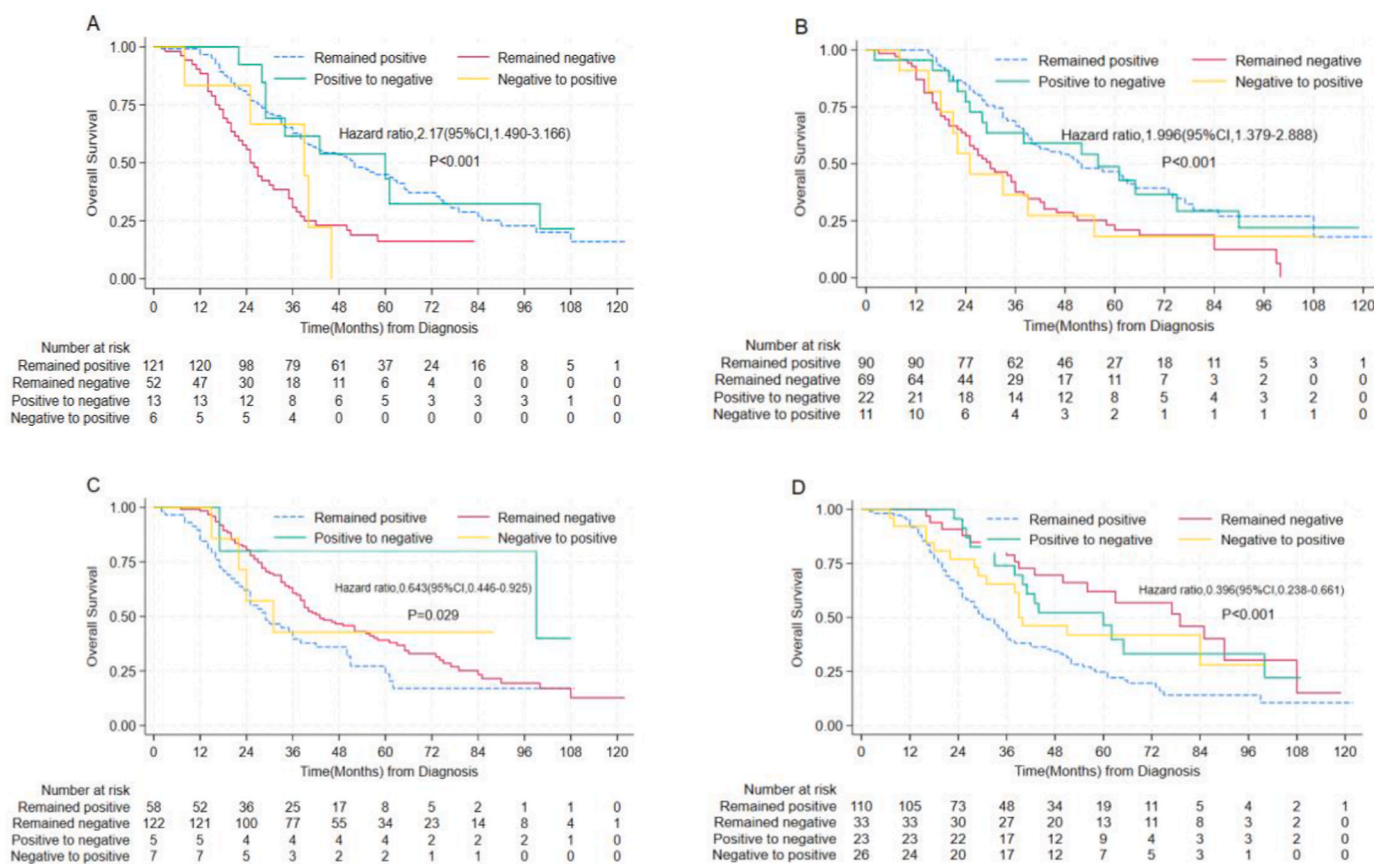 A
Remained positive Remained negative
Positive to negative Negative to positive
Hazard ratio,2.17(95%CI,1.490-3.166)
P<0.001
Overall Survival
1.00
0.75
0.50
0.25
0.00
0 12 24 36 48 60 72 84 96 108 120
Time(Months) from Diagnosis
Number at risk
Remained positive 121 120 98 79 61 37 24 16 8 5 1
Remained negative 52 47 30 18 11 6 4 0 0 0 0
Positive to negative 13 13 12 8 6 5 3 3 3 1 0
Negative to positive 6 5 5 4 0 0 0 0 0 0 0
B
Remained positive Remained negative
Positive to negative Negative to positive
Hazard ratio,1.996(95%CI,1.379-2.888)
P<0.001
Overall Survival
1.00
0.75
0.50
0.25
0.00
0 12 24 36 48 60 72 84 96 108 120
Time(Months) from Diagnosis
Number at risk
Remained positive 90 90 77 62 46 27 18 11 5 3 1
Remained negative 69 64 44 29 17 11 7 3 2 0 0
Positive to negative 22 21 18 14 12 8 5 4 3 2 0
Negative to positive 11 10 6 4 3 2 1 1 1 1 0
C
Remained positive Remained negative
Positive to negative Negative to positive
Hazard ratio,0.643(95%CI,0.446-0.925)
P=0.029
Overall Survival
1.00
0.75
0.50
0.25
0.00
0 12 24 36 48 60 72 84 96 108 120
Time(Months) from Diagnosis
Number at risk
Remained positive 58 52 36 25 17 8 5 2 1 1 0
Remained negative 122 121 100 77 55 34 23 14 8 4 1
Positive to negative 5 5 4 4 4 4 2 2 2 1 0
Negative to positive 7 7 5 3 2 2 1 1 0 0 0
D
Remained positive Remained negative
Positive to negative Negative to positive
Hazard ratio,0.396(95%CI,0.238-0.661)
P<0.001
Overall Survival
1.00
0.75
0.50
0.25
0.00
0 12 24 36 48 60 72 84 96 108 120
Time(Months) from Diagnosis
Number at risk
Remained positive 110 105 73 48 34 19 11 5 4 2 1
Remained negative 33 33 30 27 20 13 11 8 3 2 0
Positive to negative 23 23 22 17 12 9 4 3 3 2 0
Negative to positive 26 24 20 17 12 7 5 3 1 0 0